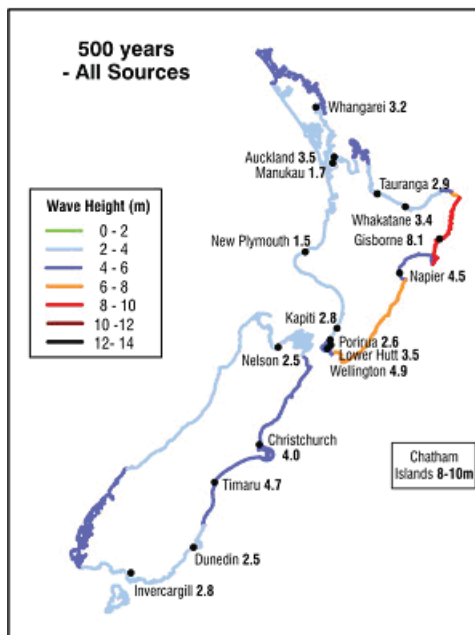 500 years
- All Sources
Whangarei 3.2
Auckland 3.5
Manukau 1.7
Tauranga 2.9
Wave Height (m)
0 - 2
2 - 4
4 - 6
6 - 8
8 - 10
10 -12
12- 14
Whakatane 3.4
Gisborne 8.1
New Plymouth 1.5
Napier 4.5
Kapiti 2.8
Porirua 2.6
Nelson 2.5
Lower Hutt 3.5
Wellington 4.9
Christchurch
4.0
Chatham
Islands 8-10m
Timaru 4.7
Dunedin 2.5
Invercargill 2.8